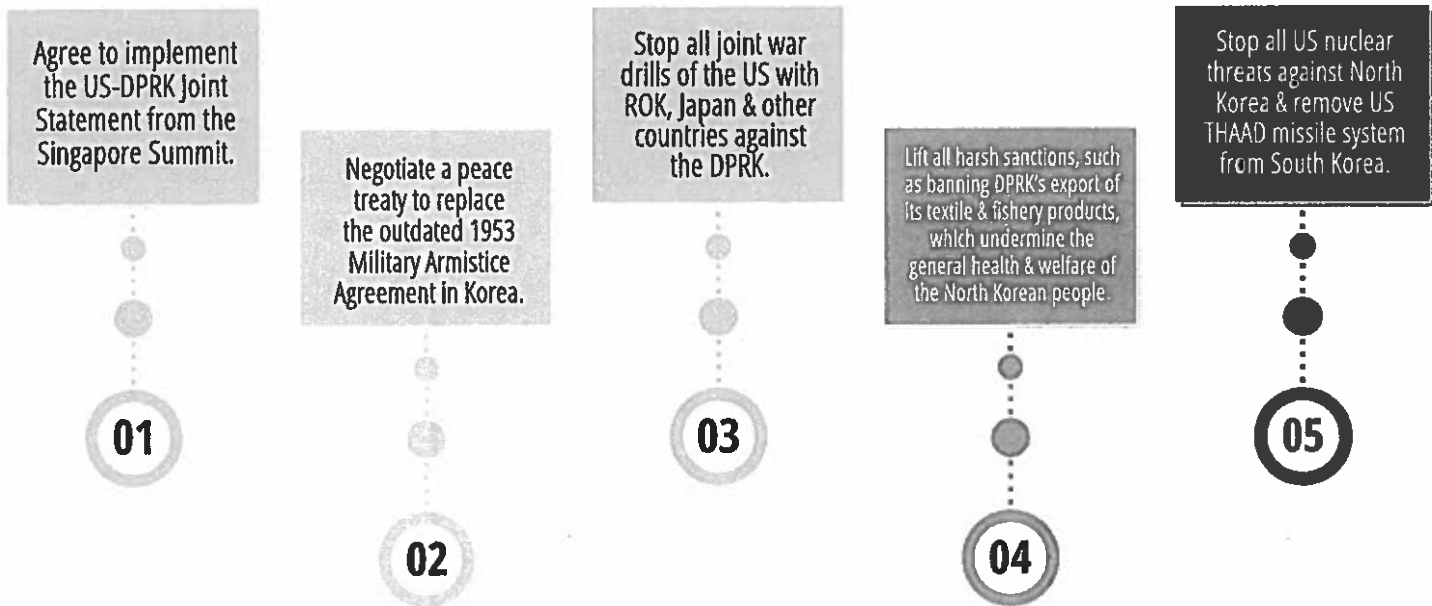 Agree to implement
the US-DPRK Joint
Statement from the
Singapore Summit.
01
Negotiate a peace
treaty to replace
the outdated 1953
Military Armistice
Agreement in Korea.
02
Stop all joint war
drills of the US with
ROK, Japan & other
countries against
the DPRK.
03
Lift all harsh sanctions, such
as banning DPRK's export of
its textile & fishery products,
which undermine the
general health & welfare of
the North Korean people.
04
Stop all US nuclear
threats against North
Korea & remove US
THAAD missile system
from South Korea.
05